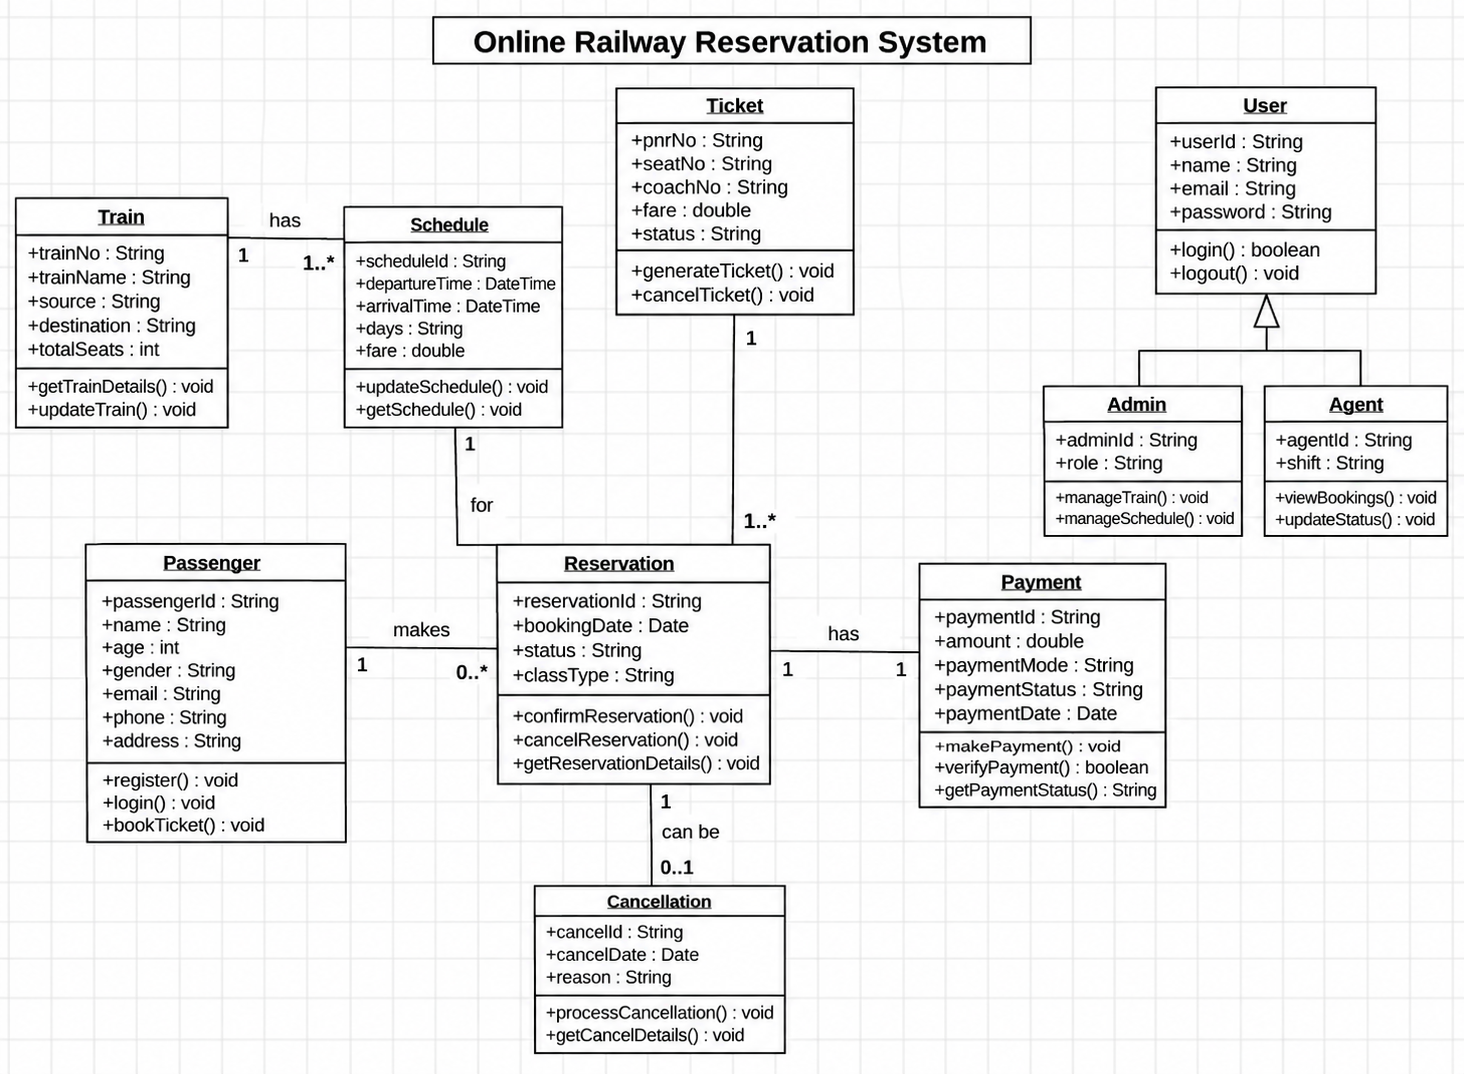 Online Railway Reservation System
Ticket
+pnrNo : String
+seatNo : String
+coachNo : String
+fare : double
+status : String
+generateTicket() : void
+cancelTicket() : void
User
+userId : String
+name : String
+email : String
+password : String
+login() : boolean
+logout() : void
Train
+trainNo : String
+trainName : String
+source : String
+destination : String
+totalSeats : int
+getTrainDetails() : void
+updateTrain() : void
has
1
1..*
Schedule
+scheduleId : String
+departureTime : DateTime
+arrivalTime : DateTime
+days : String
+fare : double
+updateSchedule() : void
+getSchedule() : void
1
for
1
1..*
Admin
+adminId : String
+role : String
+manageTrain() : void
+manageSchedule() : void
Agent
+agentId : String
+shift : String
+viewBookings() : void
+updateStatus() : void
Passenger
+passengerId : String
+name : String
+age : int
+gender : String
+email : String
+phone : String
+address : String
+register() : void
+login() : void
+bookTicket() : void
makes
1
0..*
Reservation
+reservationId : String
+bookingDate : Date
+status : String
+classType : String
+confirmReservation() : void
+cancelReservation() : void
+getReservationDetails() : void
has
1
1
Payment
+paymentId : String
+amount : double
+paymentMode : String
+paymentStatus : String
+paymentDate : Date
+makePayment() : void
+verifyPayment() : boolean
+getPaymentStatus() : String
1
can be
0..1
Cancellation
+cancelId : String
+cancelDate : Date
+reason : String
+processCancellation() : void
+getCancelDetails() : void